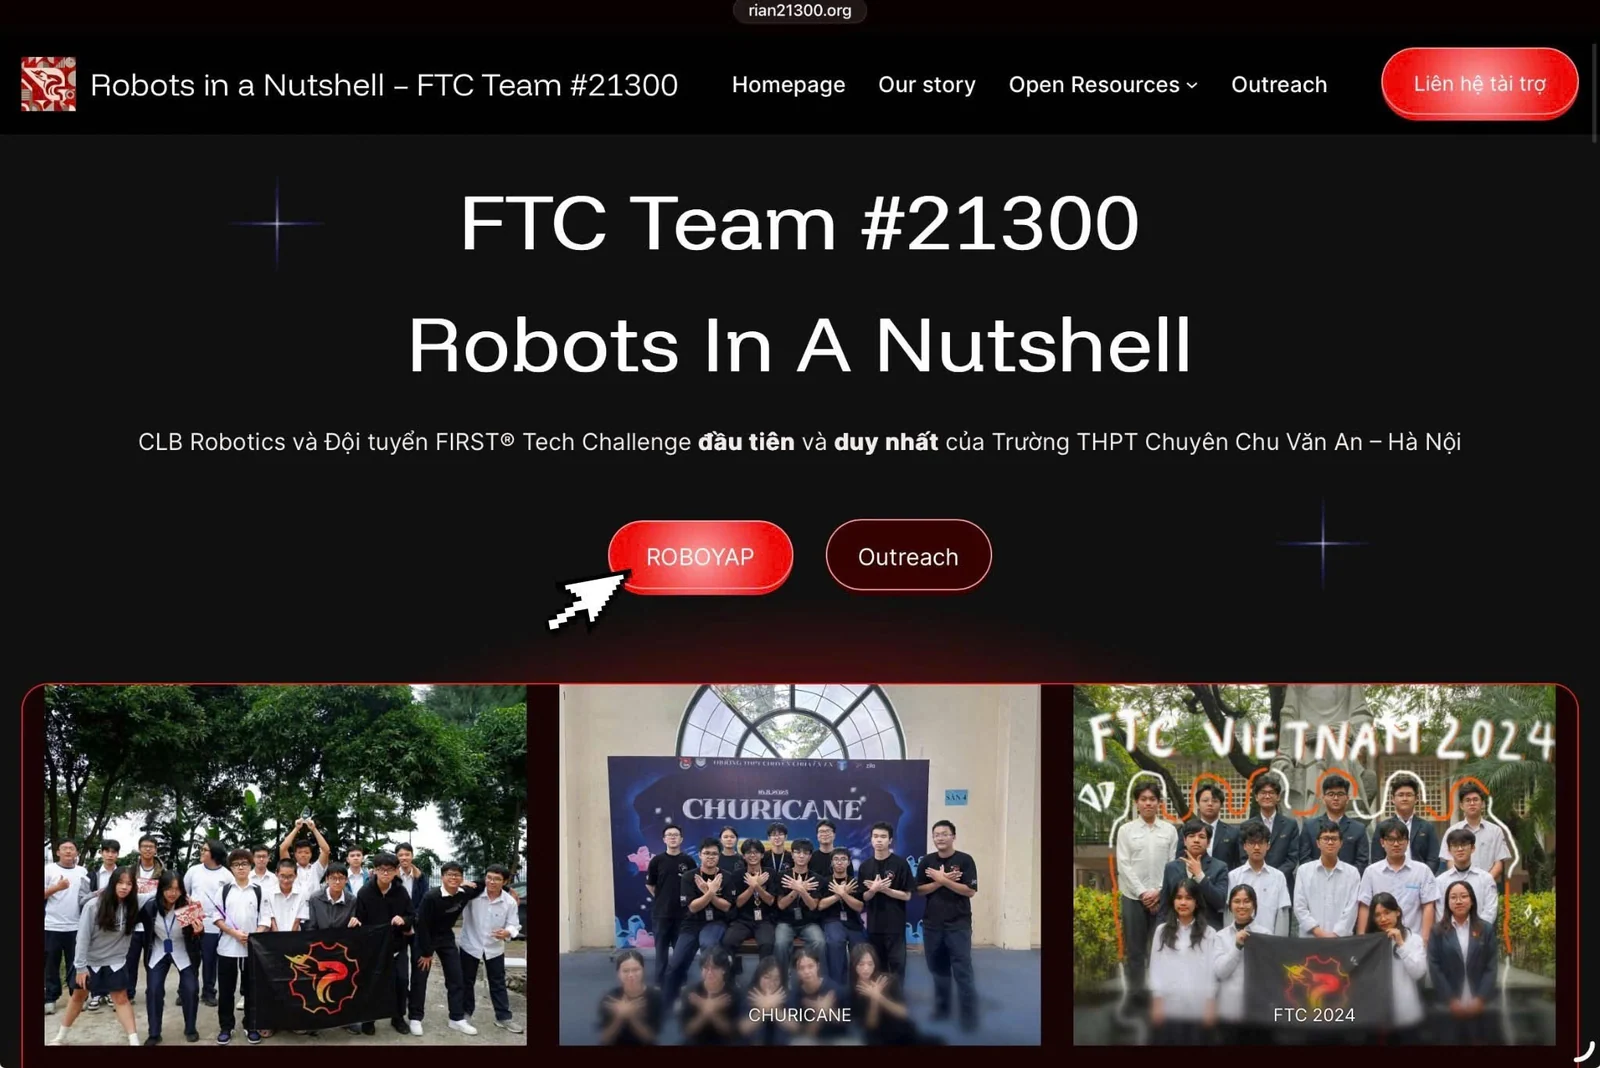 rian21300.org
Robots in a Nutshell – FTC Team #21300
Homepage
Our story
Open Resources
Outreach
Liên hệ tài trợ
FTC Team #21300
Robots In A Nutshell
CLB Robotics và Đội tuyển FIRST® Tech Challenge đầu tiên và duy nhất của Trường THPT Chuyên Chu Văn An – Hà Nội
ROBOYAP
Outreach
CHURICANE
CHURICANE
FTC VIETNAM 2024
FTC 2024